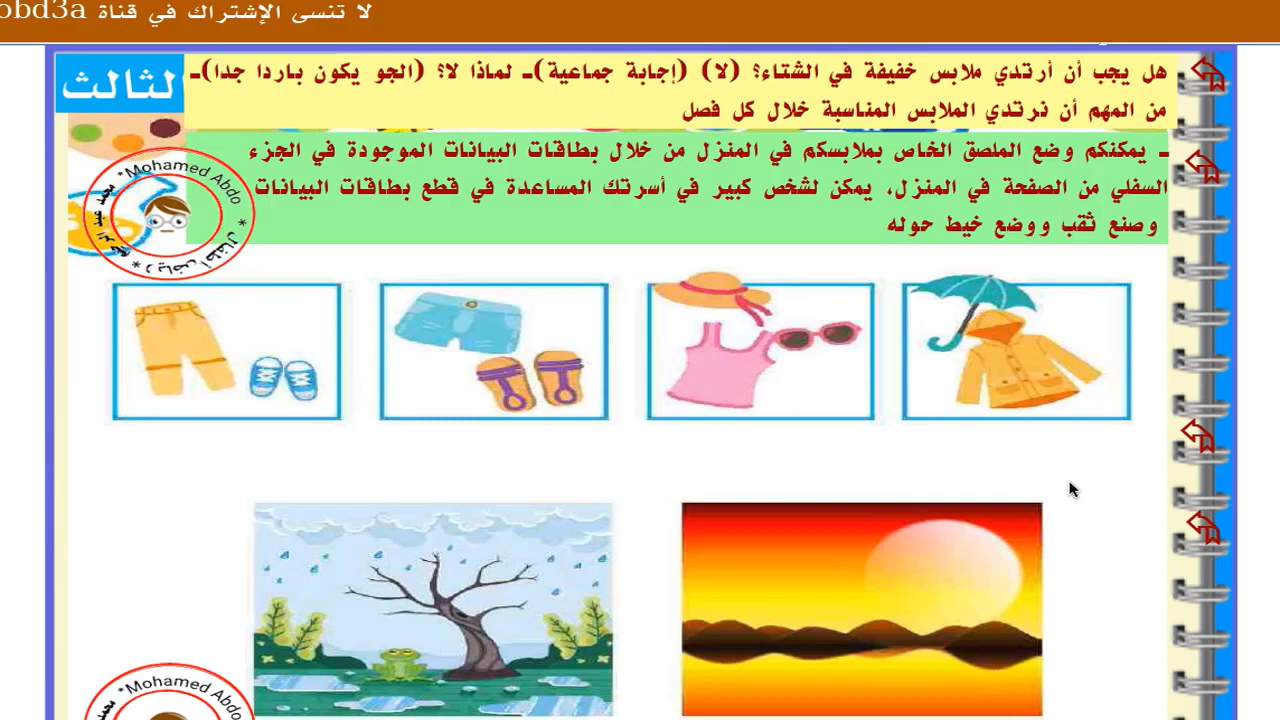 لا تنسى الإشتراك في قناة obd3a
لثالث
هل يجب أن أرتدي ملابس خفيفة في الشتاء؟ (لا) (إجابة جماعية)ـ لماذا لا؟ (الجو يكون باردا جدا)ـ
من المهم أن نرتدي الملابس المناسبة خلال كل فصل
ـ يمكنكم وضع الملصق الخاص بملابسكم في المنزل من خلال بطاقات البيانات الموجودة في الجزء
السفلي من الصفحة في المنزل، يمكن لشخص كبير في أسرتك المساعدة في قطع بطاقات البيانات
وصنع ثقب ووضع خيط حوله
*Mohamed Abdo*
رياض أطفال
*Mohamed Abdo